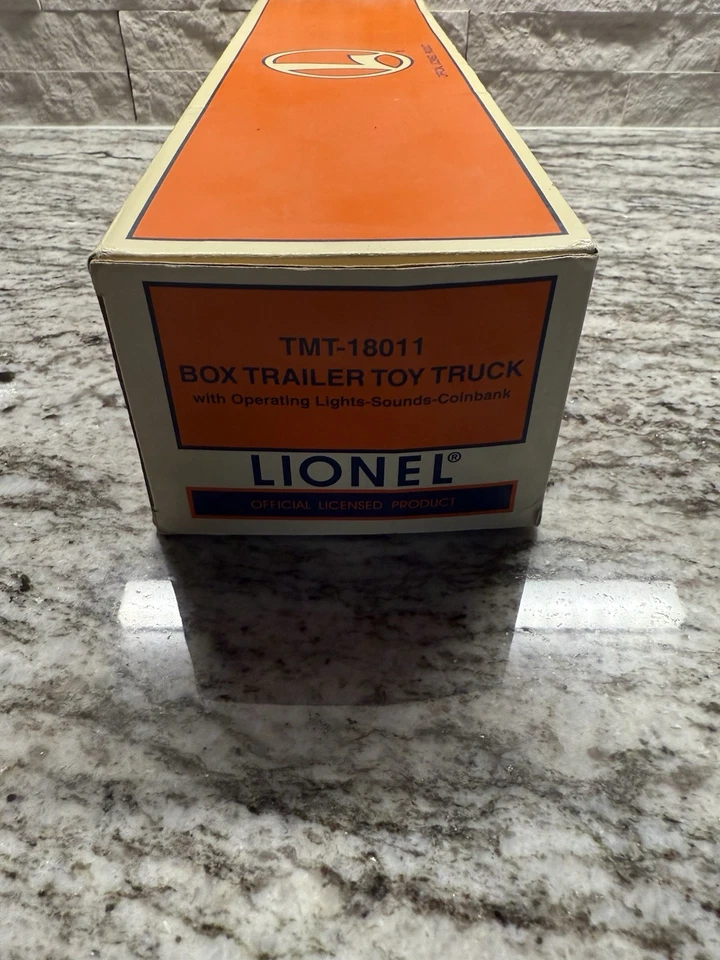 TMT-18011
BOX TRAILER TOY TRUCK
with Operating Lights-Sounds-Coinbank
LIONEL®
OFFICIAL LICENSED PRODUCT